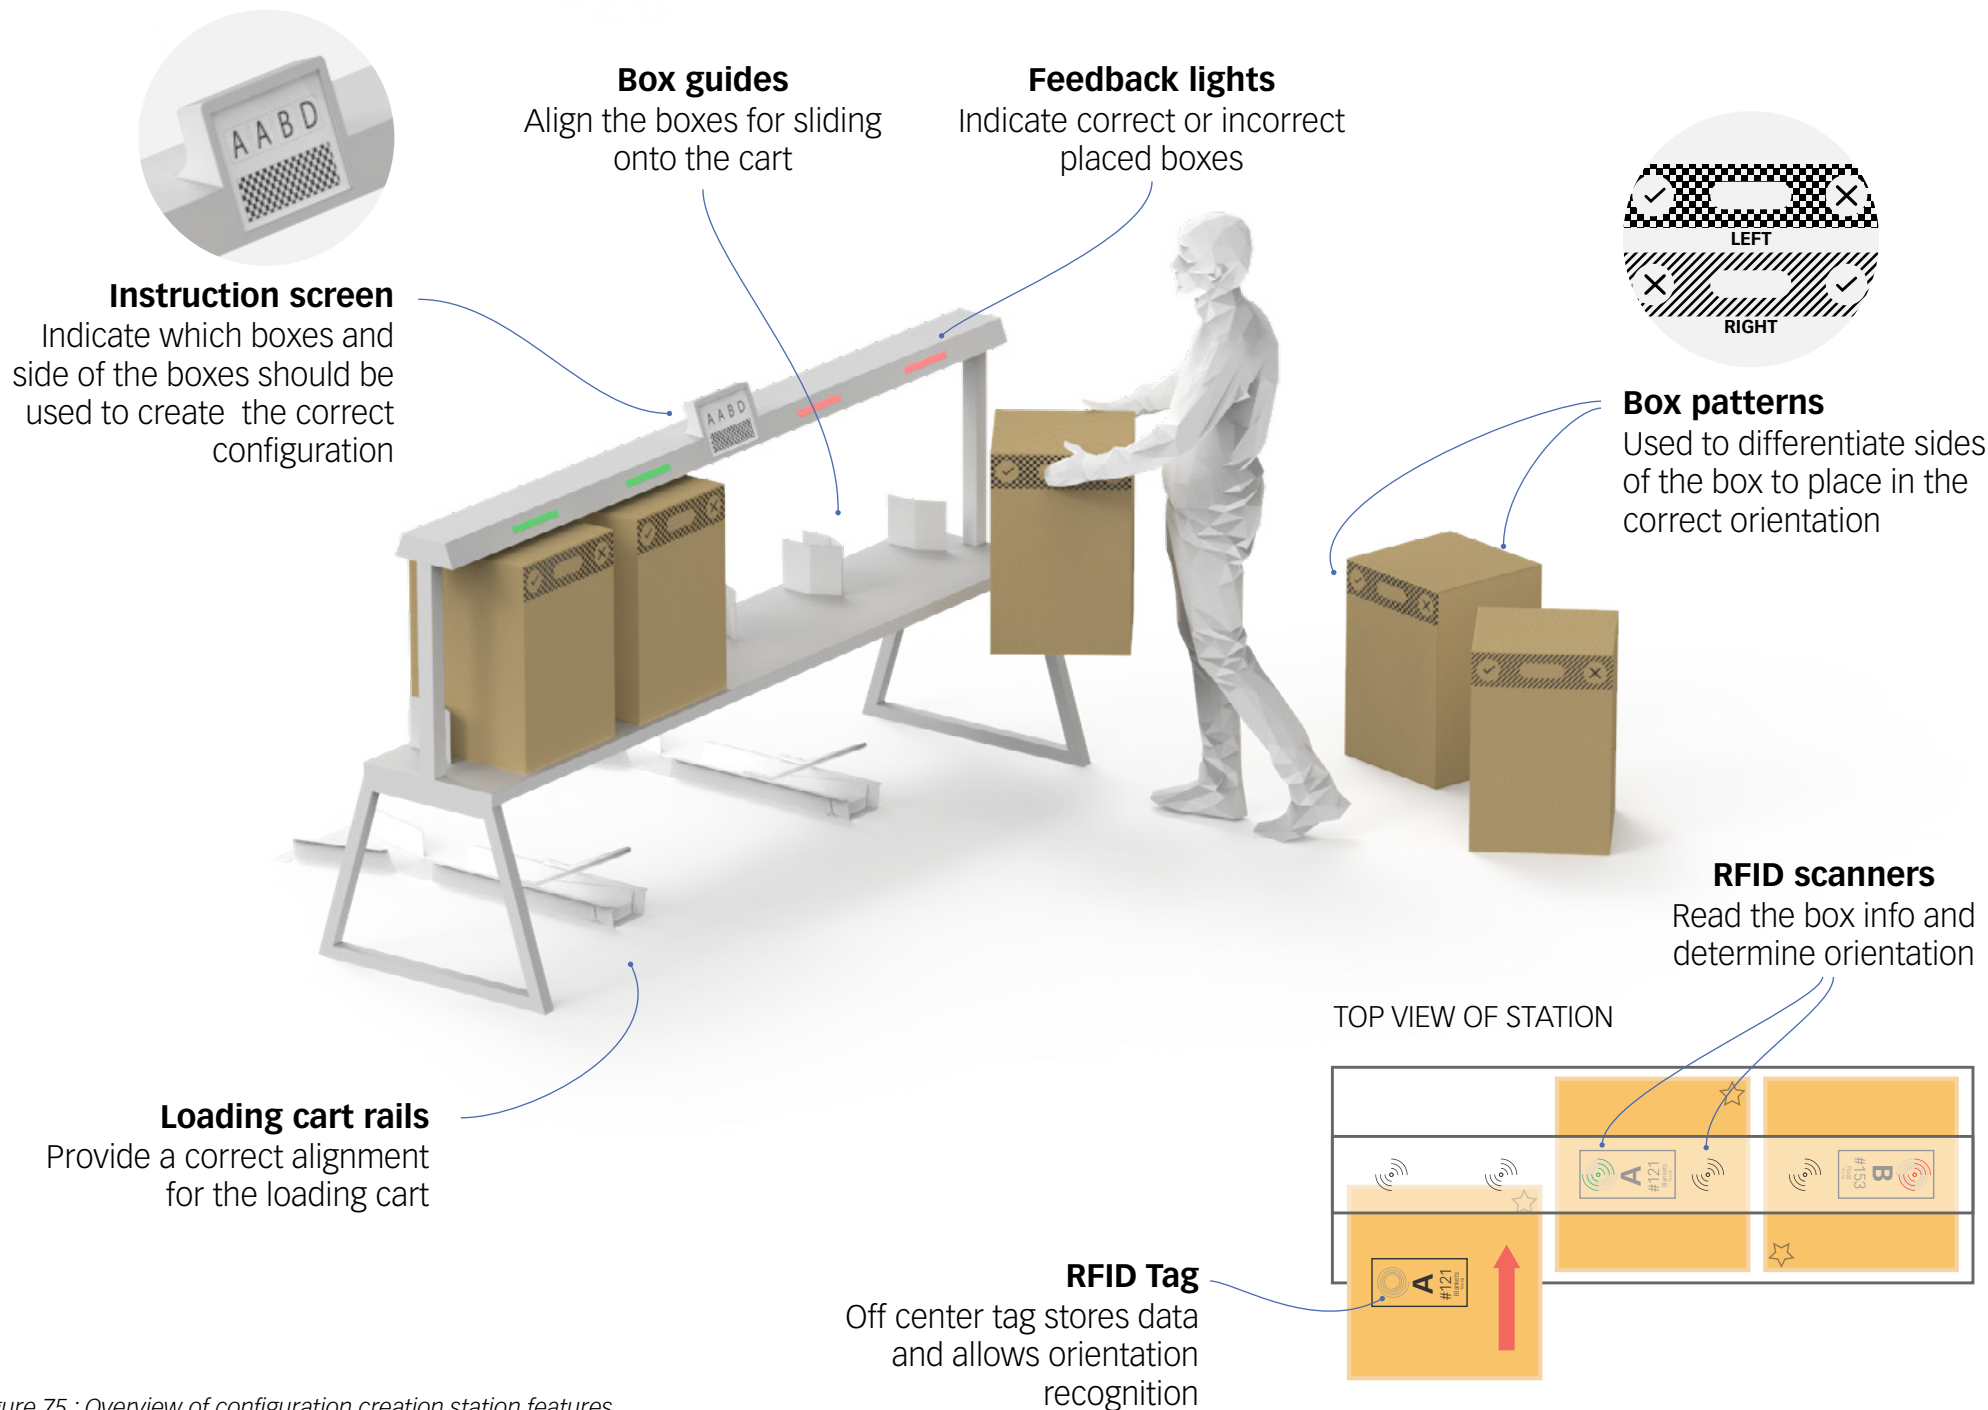 AABD
Box guides
Align the boxes for sliding
onto the cart
Feedback lights
Indicate correct or incorrect
placed boxes
LEFT
RIGHT
Instruction screen
Indicate which boxes and
side of the boxes should be
used to create  the correct
configuration
AABD
Box patterns
Used to differentiate sides
of the box to place in the
correct orientation
RFID scanners
Read the box info and
determine orientation
TOP VIEW OF STATION
A
#121
Blankets
B
#153
Loading cart rails
Provide a correct alignment
for the loading cart
RFID Tag
Off center tag stores data
and allows orientation
recognition
A
#121
Blankets
75 : Overview of configuration creation station features